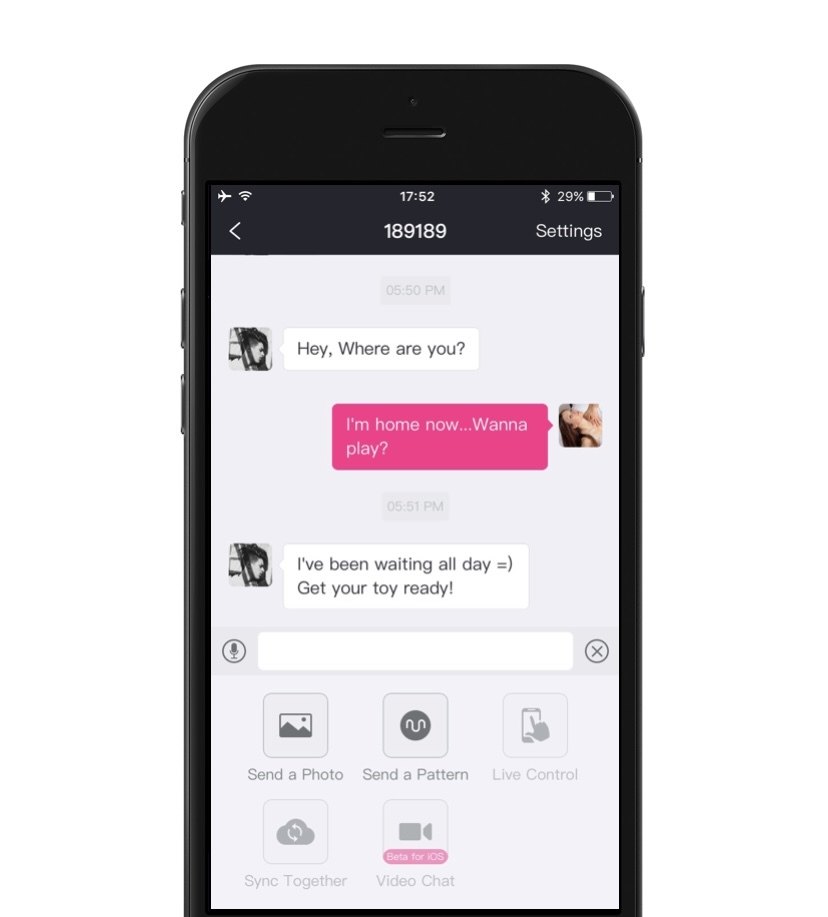 17:52
29%
189189
Settings
05:50 PM
Hey, Where are you?
I'm home now...Wanna
play?
05:51 PM
I've been waiting all day =)
Get your toy ready!
Send a Photo
Send a Pattern
Live Control
Sync Together
Beta for iOS
Video Chat